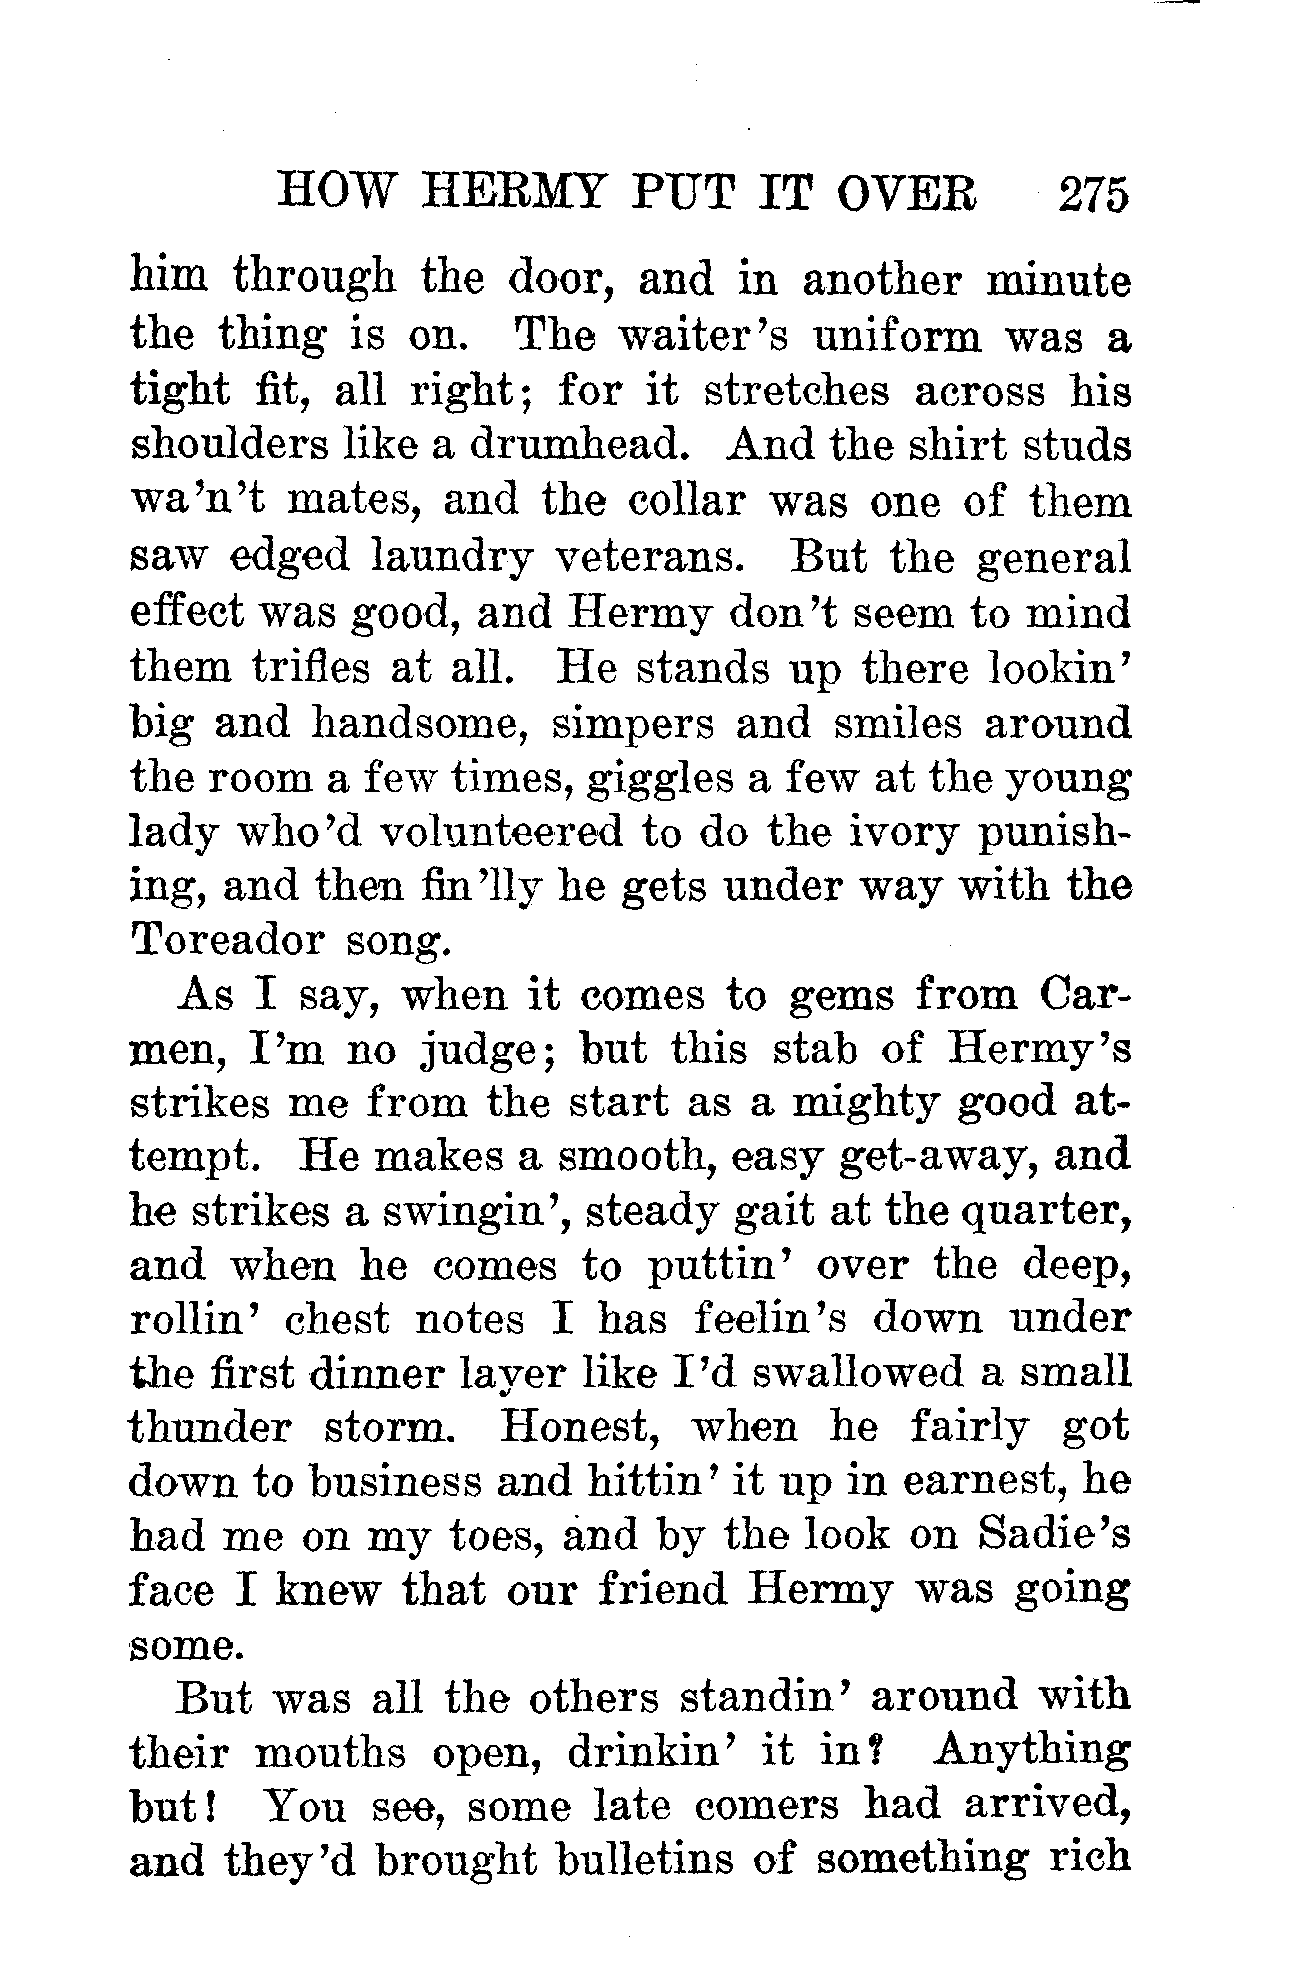 HOW HERMY PUT IT OVER 275
him through the door, and in another minute
the thing is on. The waiter's uniform was a
tight fit, all right; for it stretches across his
shoulders like a drumhead. And the shirt studs
wa'n't mates, and the collar was one of them
saw edged laundry veterans. But the general
effect was good, and Hermy don't seem to mind
them trifles at all. He stands up there lookin'
big and handsome, simpers and smiles around
the room a few times, giggles a few at the young
lady who'd volunteered to do the ivory punish-
ing, and then fin'lly he gets under way with the
Toreador song.
As I say, when it comes to gems from Car-
men, I'm no judge; but this stab of Hermy's
strikes me from the start as a mighty good at-
tempt. He makes a smooth, easy get-away, and
he strikes a swingin', steady gait at the quarter,
and when he comes to puttin' over the deep,
rollin' chest notes I has feelin's down under
the first dinner layer like I'd swallowed a small
thunder storm. Honest, when he fairly got
down to business and hittin' it up in earnest, he
had me on my toes, and by the look on Sadie's
face I knew that our friend Hermy was going
some.
But was all the others standin' around with
their mouths open, drinkin' it in? Anything
but! You see, some late comers had arrived,
and they'd brought bulletins of something rich